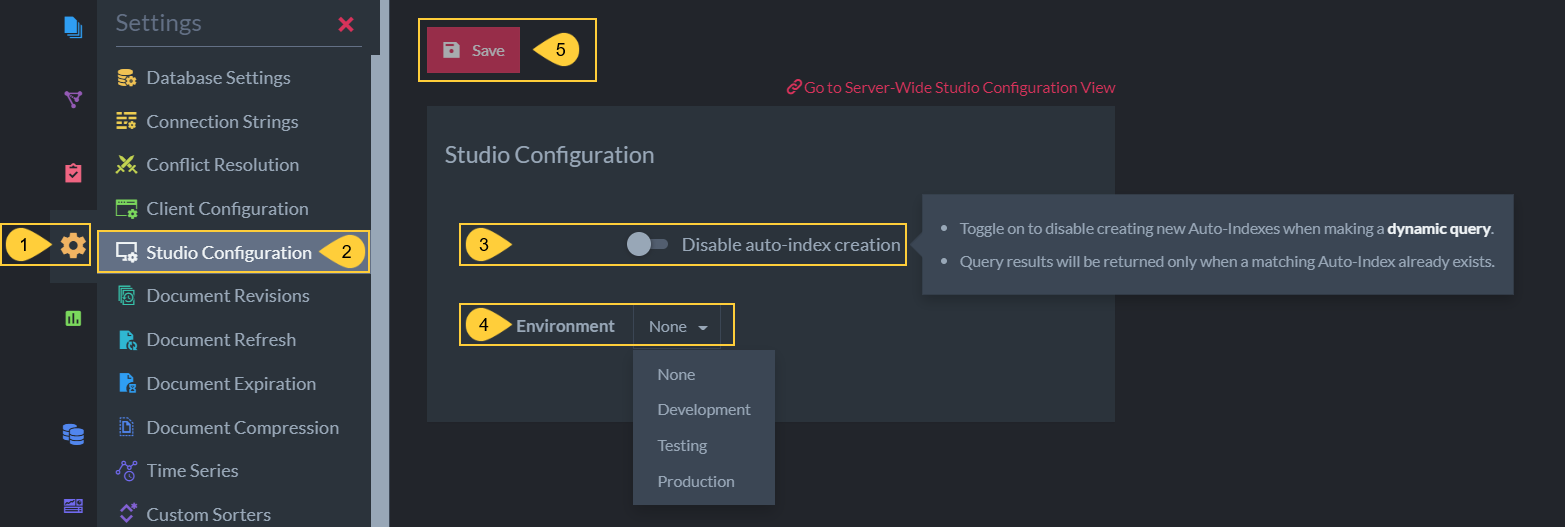 Settings
Database Settings
Connection Strings
Conflict Resolution
Client Configuration
1
Studio Configuration
2
Document Revisions
Document Refresh
Document Expiration
Document Compression
Time Series
Custom Sorters
Save
5
Go to Server-Wide Studio Configuration View
Studio Configuration
3
Disable auto-index creation
Toggle on to disable creating new Auto-Indexes when making a dynamic query.
Query results will be returned only when a matching Auto-Index already exists.
4
Environment
None
None
Development
Testing
Production